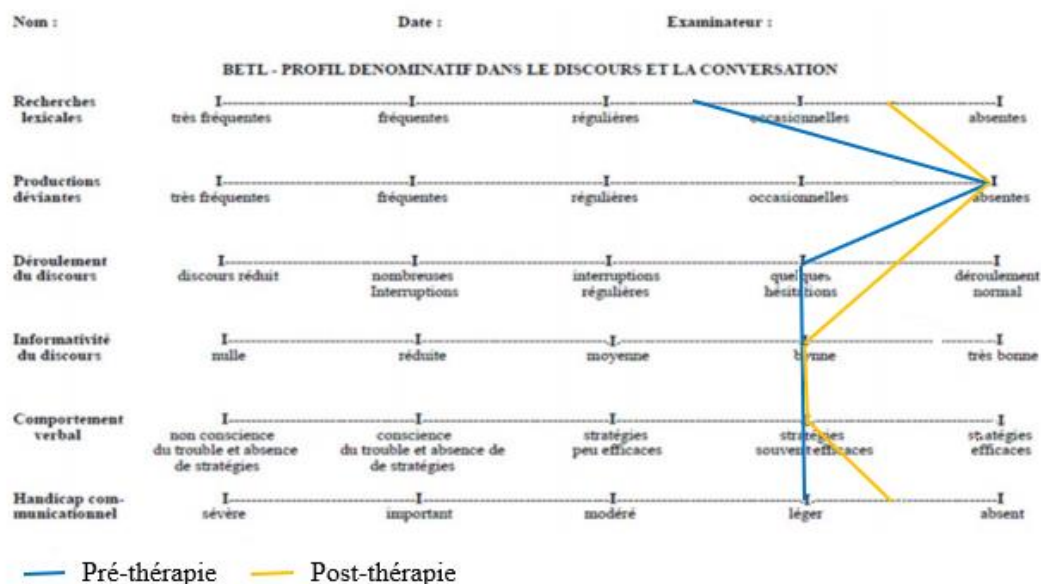 Nom : Date : Examinateur :
BETL - PROFIL DENOMINATIF DANS LE DISCOURS ET LA CONVERSATION
Recherches lexicales
très fréquentes fréquentes régulières occasionnelles absentes
Productions déviantes
très fréquentes fréquentes régulières occasionnelles absentes
Déroulement du discours
discours réduit nombreuses Interruptions interruptions régulières quelques hésitations déroulement normal
Informativité du discours
nulle réduite moyenne bonne très bonne
Comportement verbal
non conscience du trouble et absence de stratégies conscience du trouble et absence de de stratégies stratégies peu efficaces stratégies souvent efficaces stratégies efficaces
Handicap com-
municationnel
sévère important modéré léger absent
Pré-thérapie Post-thérapie